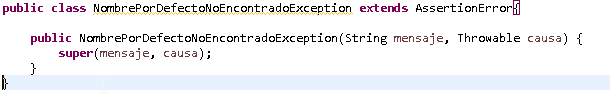 public class NombrePorDefectoNoEncontradoException extends AssertionError{
public NombrePorDefectoNoEncontradoException(String mensaje, Throwable causa) {
super(mensaje, causa);
}
}